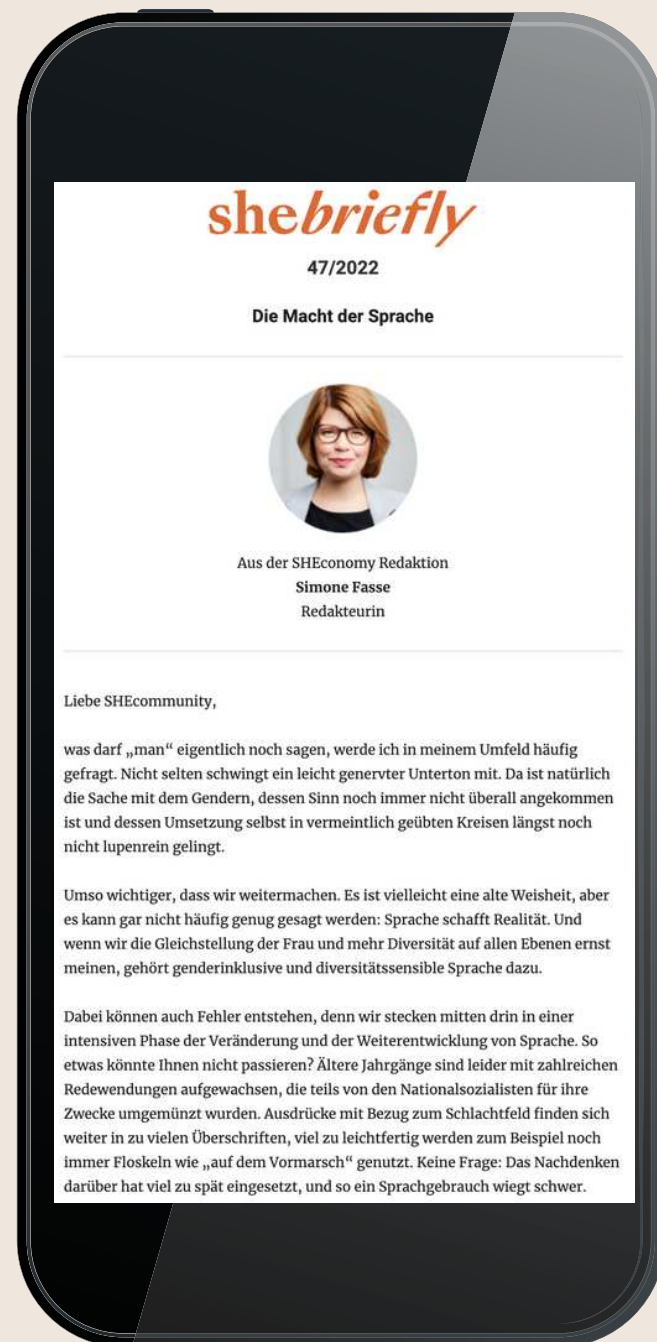 shebriefly
47/2022
Die Macht der Sprache
Aus der SHEconomy Redaktion
Simone Fasse
Redakteurin
Liebe SHEcommunity,
was darf „man“ eigentlich noch sagen, werde ich in meinem Umfeld häufig
gefragt. Nicht selten schwingt ein leicht genervter Unterton mit. Da ist natürlich
die Sache mit dem Gendern, dessen Sinn noch immer nicht überall angekommen
ist und dessen Umsetzung selbst in vermeintlich geübten Kreisen längst noch
nicht lupenrein gelingt.
Umso wichtiger, dass wir weitermachen. Es ist vielleicht eine alte Weisheit, aber
es kann gar nicht häufig genug gesagt werden: Sprache schafft Realität. Und
wenn wir die Gleichstellung der Frau und mehr Diversität auf allen Ebenen ernst
meinen, gehört genderinklusive und diversitätssensible Sprache dazu.
Dabei können auch Fehler entstehen, denn wir stecken mitten drin in einer
intensiven Phase der Veränderung und der Weiterentwicklung von Sprache. So
etwas könnte Ihnen nicht passieren? Ältere Jahrgänge sind leider mit zahlreichen
Redewendungen aufgewachsen, die teils von den Nationalsozialisten für ihre
Zwecke umgemünzt wurden. Ausdrücke mit Bezug zum Schlachtfeld finden sich
weiter in zu vielen Überschriften, viel zu leichtfertig werden zum Beispiel noch
immer Floskeln wie „auf dem Vormarsch“ genutzt. Keine Frage: Das Nachdenken
darüber hat viel zu spät eingesetzt, und so ein Sprachgebrauch wiegt schwer.